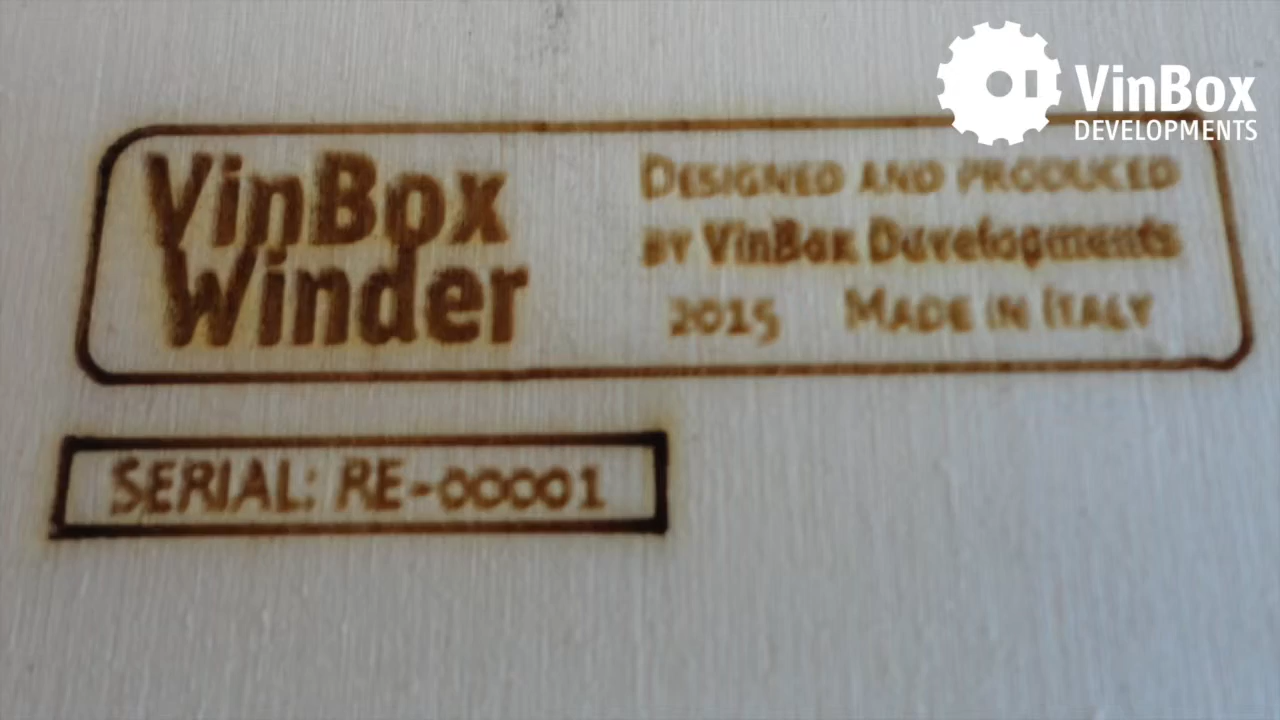 VinBox
DEVELOPMENTS
VinBox
Winder
DESIGNED AND PRODUCED
BY VinBox Developments
2015 MADE IN ITALY
SERIAL: RE-00001